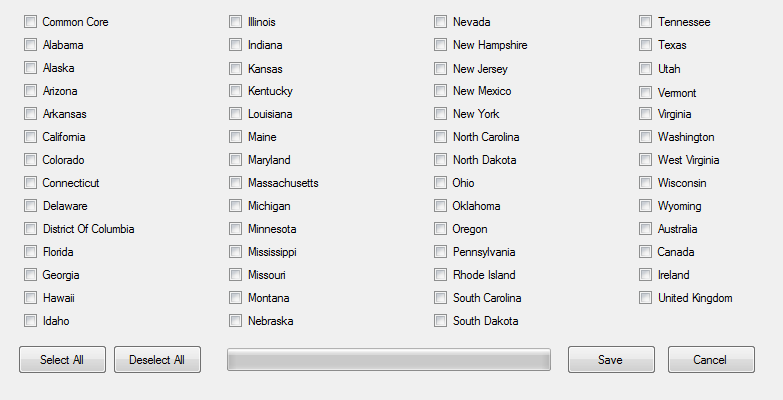 Common Core
Alabama
Alaska
Arizona
Arkansas
California
Colorado
Connecticut
Delaware
District Of Columbia
Florida
Georgia
Hawaii
Idaho
Illinois
Indiana
Kansas
Kentucky
Louisiana
Maine
Maryland
Massachusetts
Michigan
Minnesota
Mississippi
Missouri
Montana
Nebraska
Nevada
New Hampshire
New Jersey
New Mexico
New York
North Carolina
North Dakota
Ohio
Oklahoma
Oregon
Pennsylvania
Rhode Island
South Carolina
South Dakota
Tennessee
Texas
Utah
Vermont
Virginia
Washington
West Virginia
Wisconsin
Wyoming
Australia
Canada
Ireland
United Kingdom
Select All
Deselect All
Save
Cancel